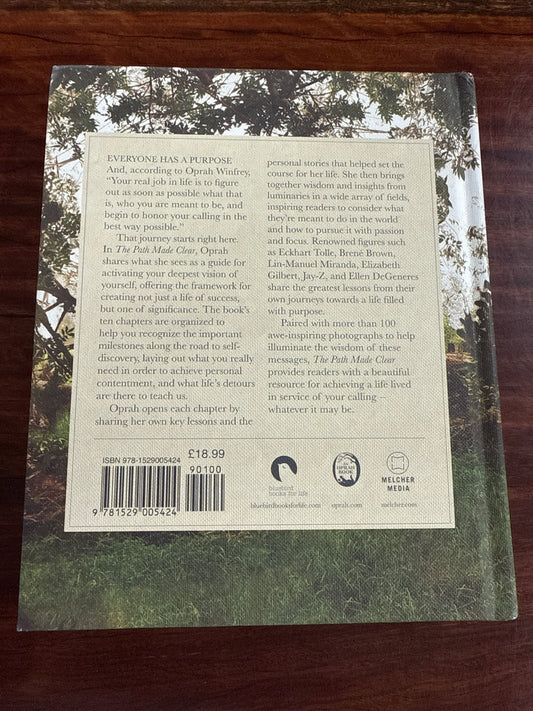 EVERYONE HAS A PURPOSE
And, according to Oprah Winfrey,
"Your real job in life is to figure
out as soon as possible what that
is, who you are meant to be, and
begin to honor your calling in the
best way possible."
That journey starts right here.
In The Path Made Clear, Oprah
shares what she sees as a guide for
activating your deepest vision of
yourself, offering the framework for
creating not just a life of success,
but one of significance. The book's
ten chapters are organized to
help you recognize the important
milestones along the road to self-
discovery, laying out what you really
need in order to achieve personal
contentment, and what life's detours
are there to teach us.
Oprah opens each chapter by
sharing her own key lessons and the
personal stories that helped set the
course for her life. She then brings
together wisdom and insights from
luminaries in a wide array of fields,
inspiring readers to consider what
they're meant to do in the world
and how to pursue it with passion
and focus. Renowned figures such
as Eckhart Tolle, Brené Brown,
Lin-Manuel Miranda, Elizabeth
Gilbert, Jay-Z, and Ellen DeGeneres
share the greatest lessons from their
own journeys towards a life filled
with purpose.
Paired with more than 100
awe-inspiring photographs to help
illuminate the wisdom of these
messages, The Path Made Clear
provides readers with a beautiful
resource for achieving a life lived
in service of your calling –
whatever it may be.
ISBN 978-1529005424
£18.99
90100
9 781529 005424
bluebird
books for life
bluebirdbooksforlife.com
AN
OPRAH
BOOK
oprah.com
MELCHER
MEDIA
melcher.com